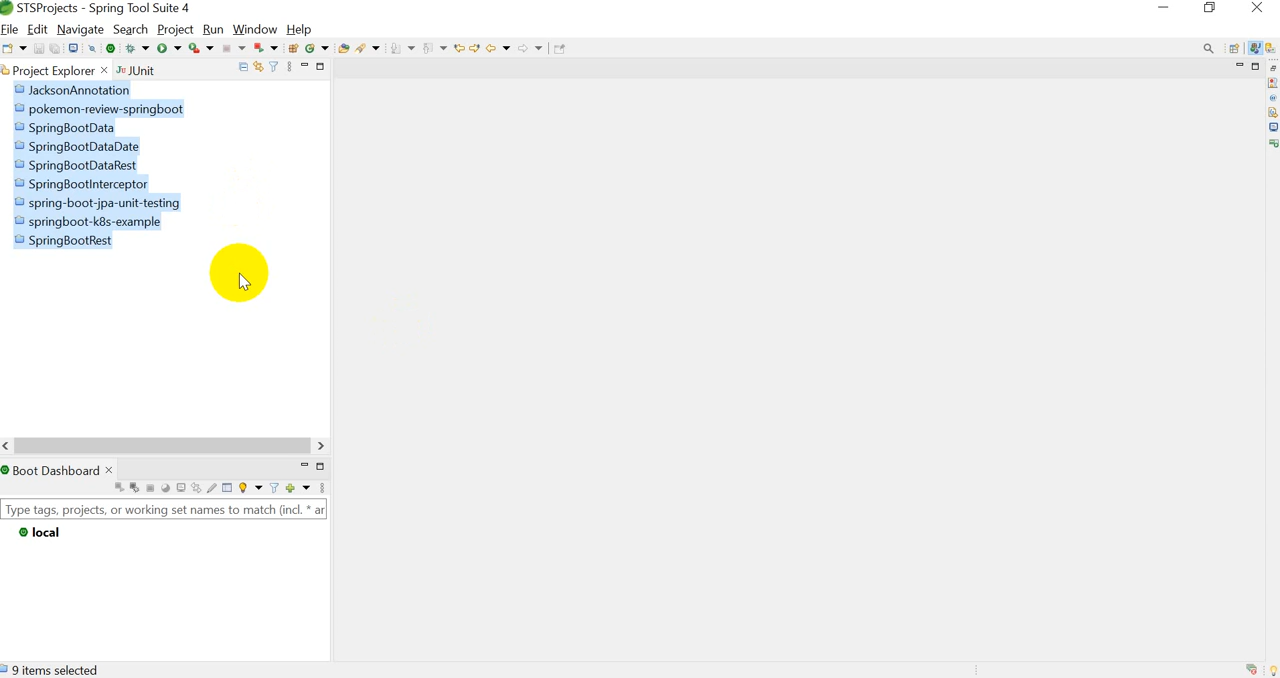 STSProjects - Spring Tool Suite 4
File Edit Navigate Search Project Run Window Help
Project Explorer JUnit
JacksonAnnotation
pokemon-review-springboot
SpringBootData
SpringBootDataDate
SpringBootDataRest
SpringBootInterceptor
spring-boot-jpa-unit-testing
springboot-k8s-example
SpringBootRest
Boot Dashboard
Type tags, projects, or working set names to match (incl. * ar
local
9 items selected